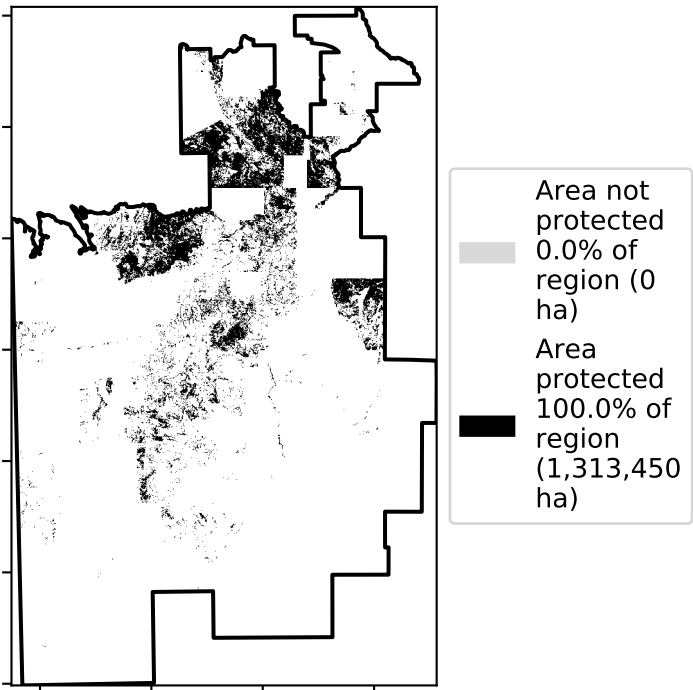 Area not
protected
0.0% of
region (0
ha)
Area
protected
100.0% of
region
(1,313,450
ha)